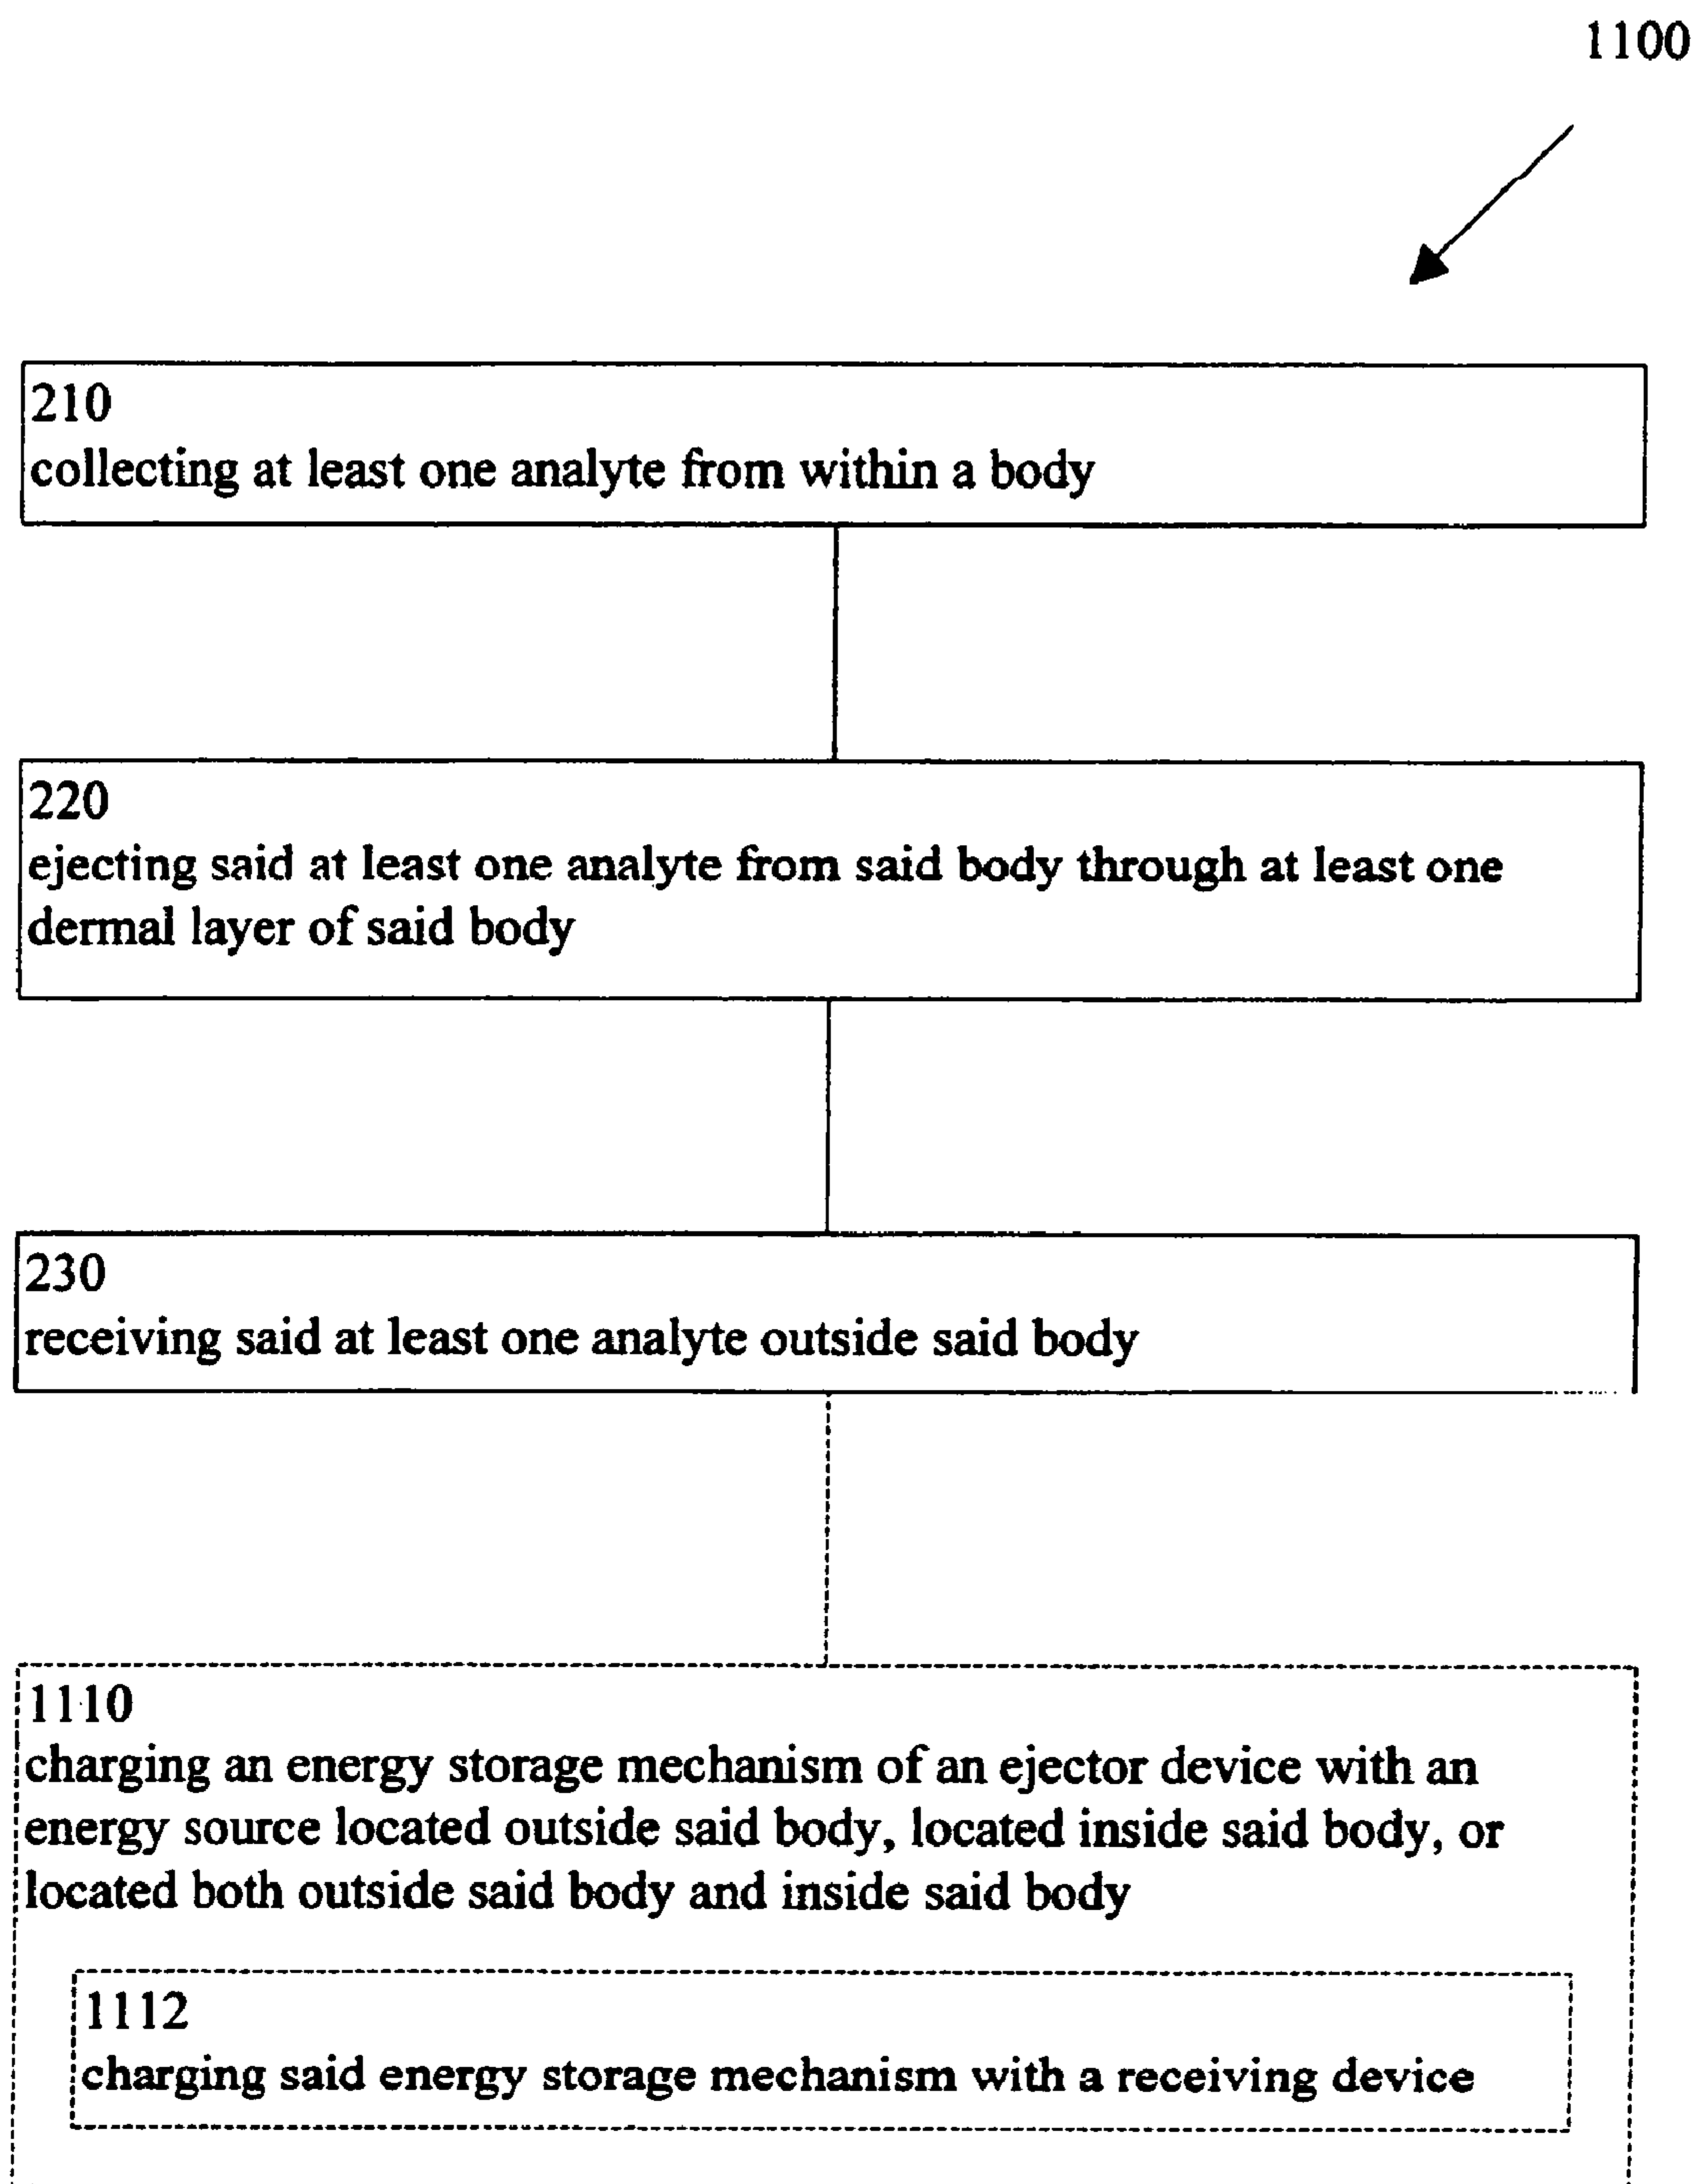 1100
210
collecting at least one analyte from within a body
220
ejecting said at least one analyte from said body through at least one
dermal layer of said body
230
receiving said at least one analyte outside said body
1110
charging an energy storage mechanism of an ejector device with an
energy source located outside said body, located inside said body, or
located both outside said body and inside said body
1112
charging said energy storage mechanism with a receiving device